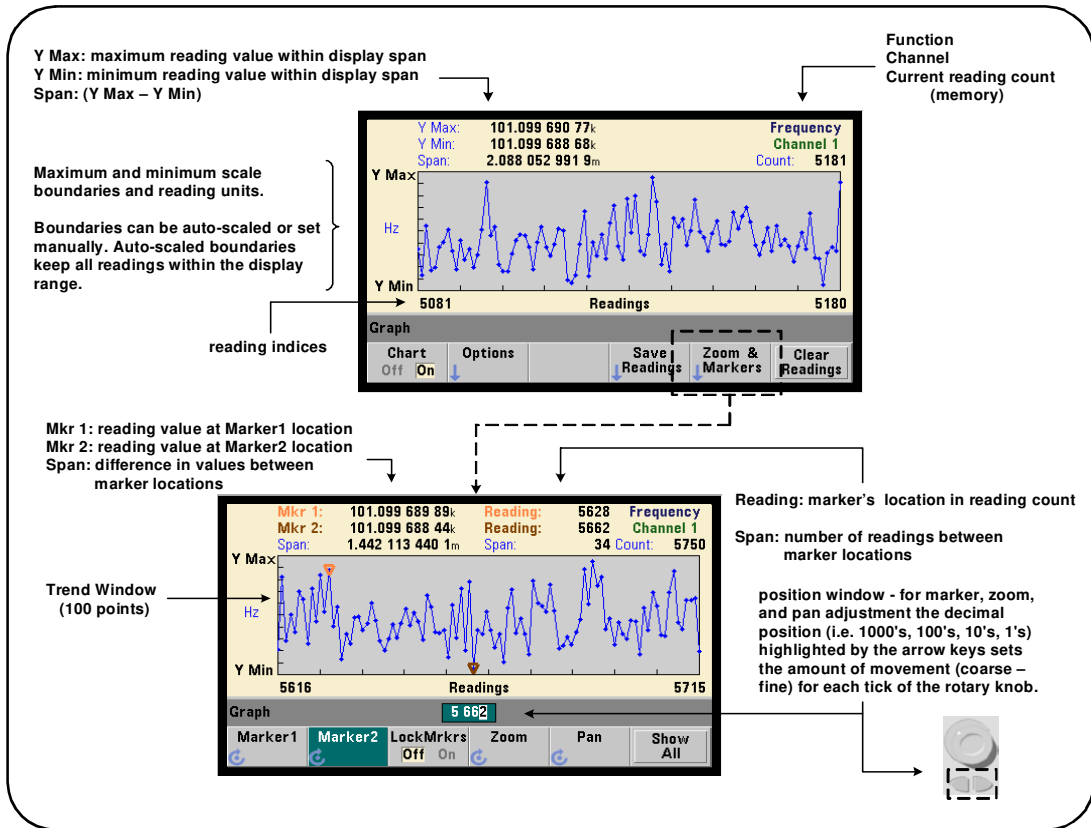 Y Max: maximum reading value within display span
Y Min: minimum reading value within display span
Span: (Y Max – Y Min)
Function
Channel
Current reading count
(memory)
Maximum and minimum scale
boundaries and reading units.
Boundaries can be auto-scaled or set
manually. Auto-scaled boundaries
keep all readings within the display
range.
reading indices
Y Max: 101.099 690 77k Frequency
Y Min: 101.099 688 68k Channel 1
Span: 2.088 052 991 9m Count: 5181
Y Max
Hz
Y Min
5081 Readings 5180
Graph
Chart Options Save Zoom & Clear
Off On Readings Markers Readings
Mkr 1: reading value at Marker1 location
Mkr 2: reading value at Marker2 location
Span: difference in values between
marker locations
Mkr 1: 101.099 689 89k Reading: 5628 Frequency
Mkr 2: 101.099 688 44k Reading: 5662 Channel 1
Span: 1.442 113 440 1m Span: 34 Count: 5750
Y Max
Hz
Y Min
5616 Readings 5715
Graph 5 662
Marker1 Marker2 LockMrkrs Zoom Pan Show
Off On All
Trend Window
(100 points)
Reading: marker's location in reading count
Span: number of readings between
marker locations
position window - for marker, zoom,
and pan adjustment the decimal
position (i.e. 1000's, 100's, 10's, 1's)
highlighted by the arrow keys sets
the amount of movement (coarse –
fine) for each tick of the rotary knob.